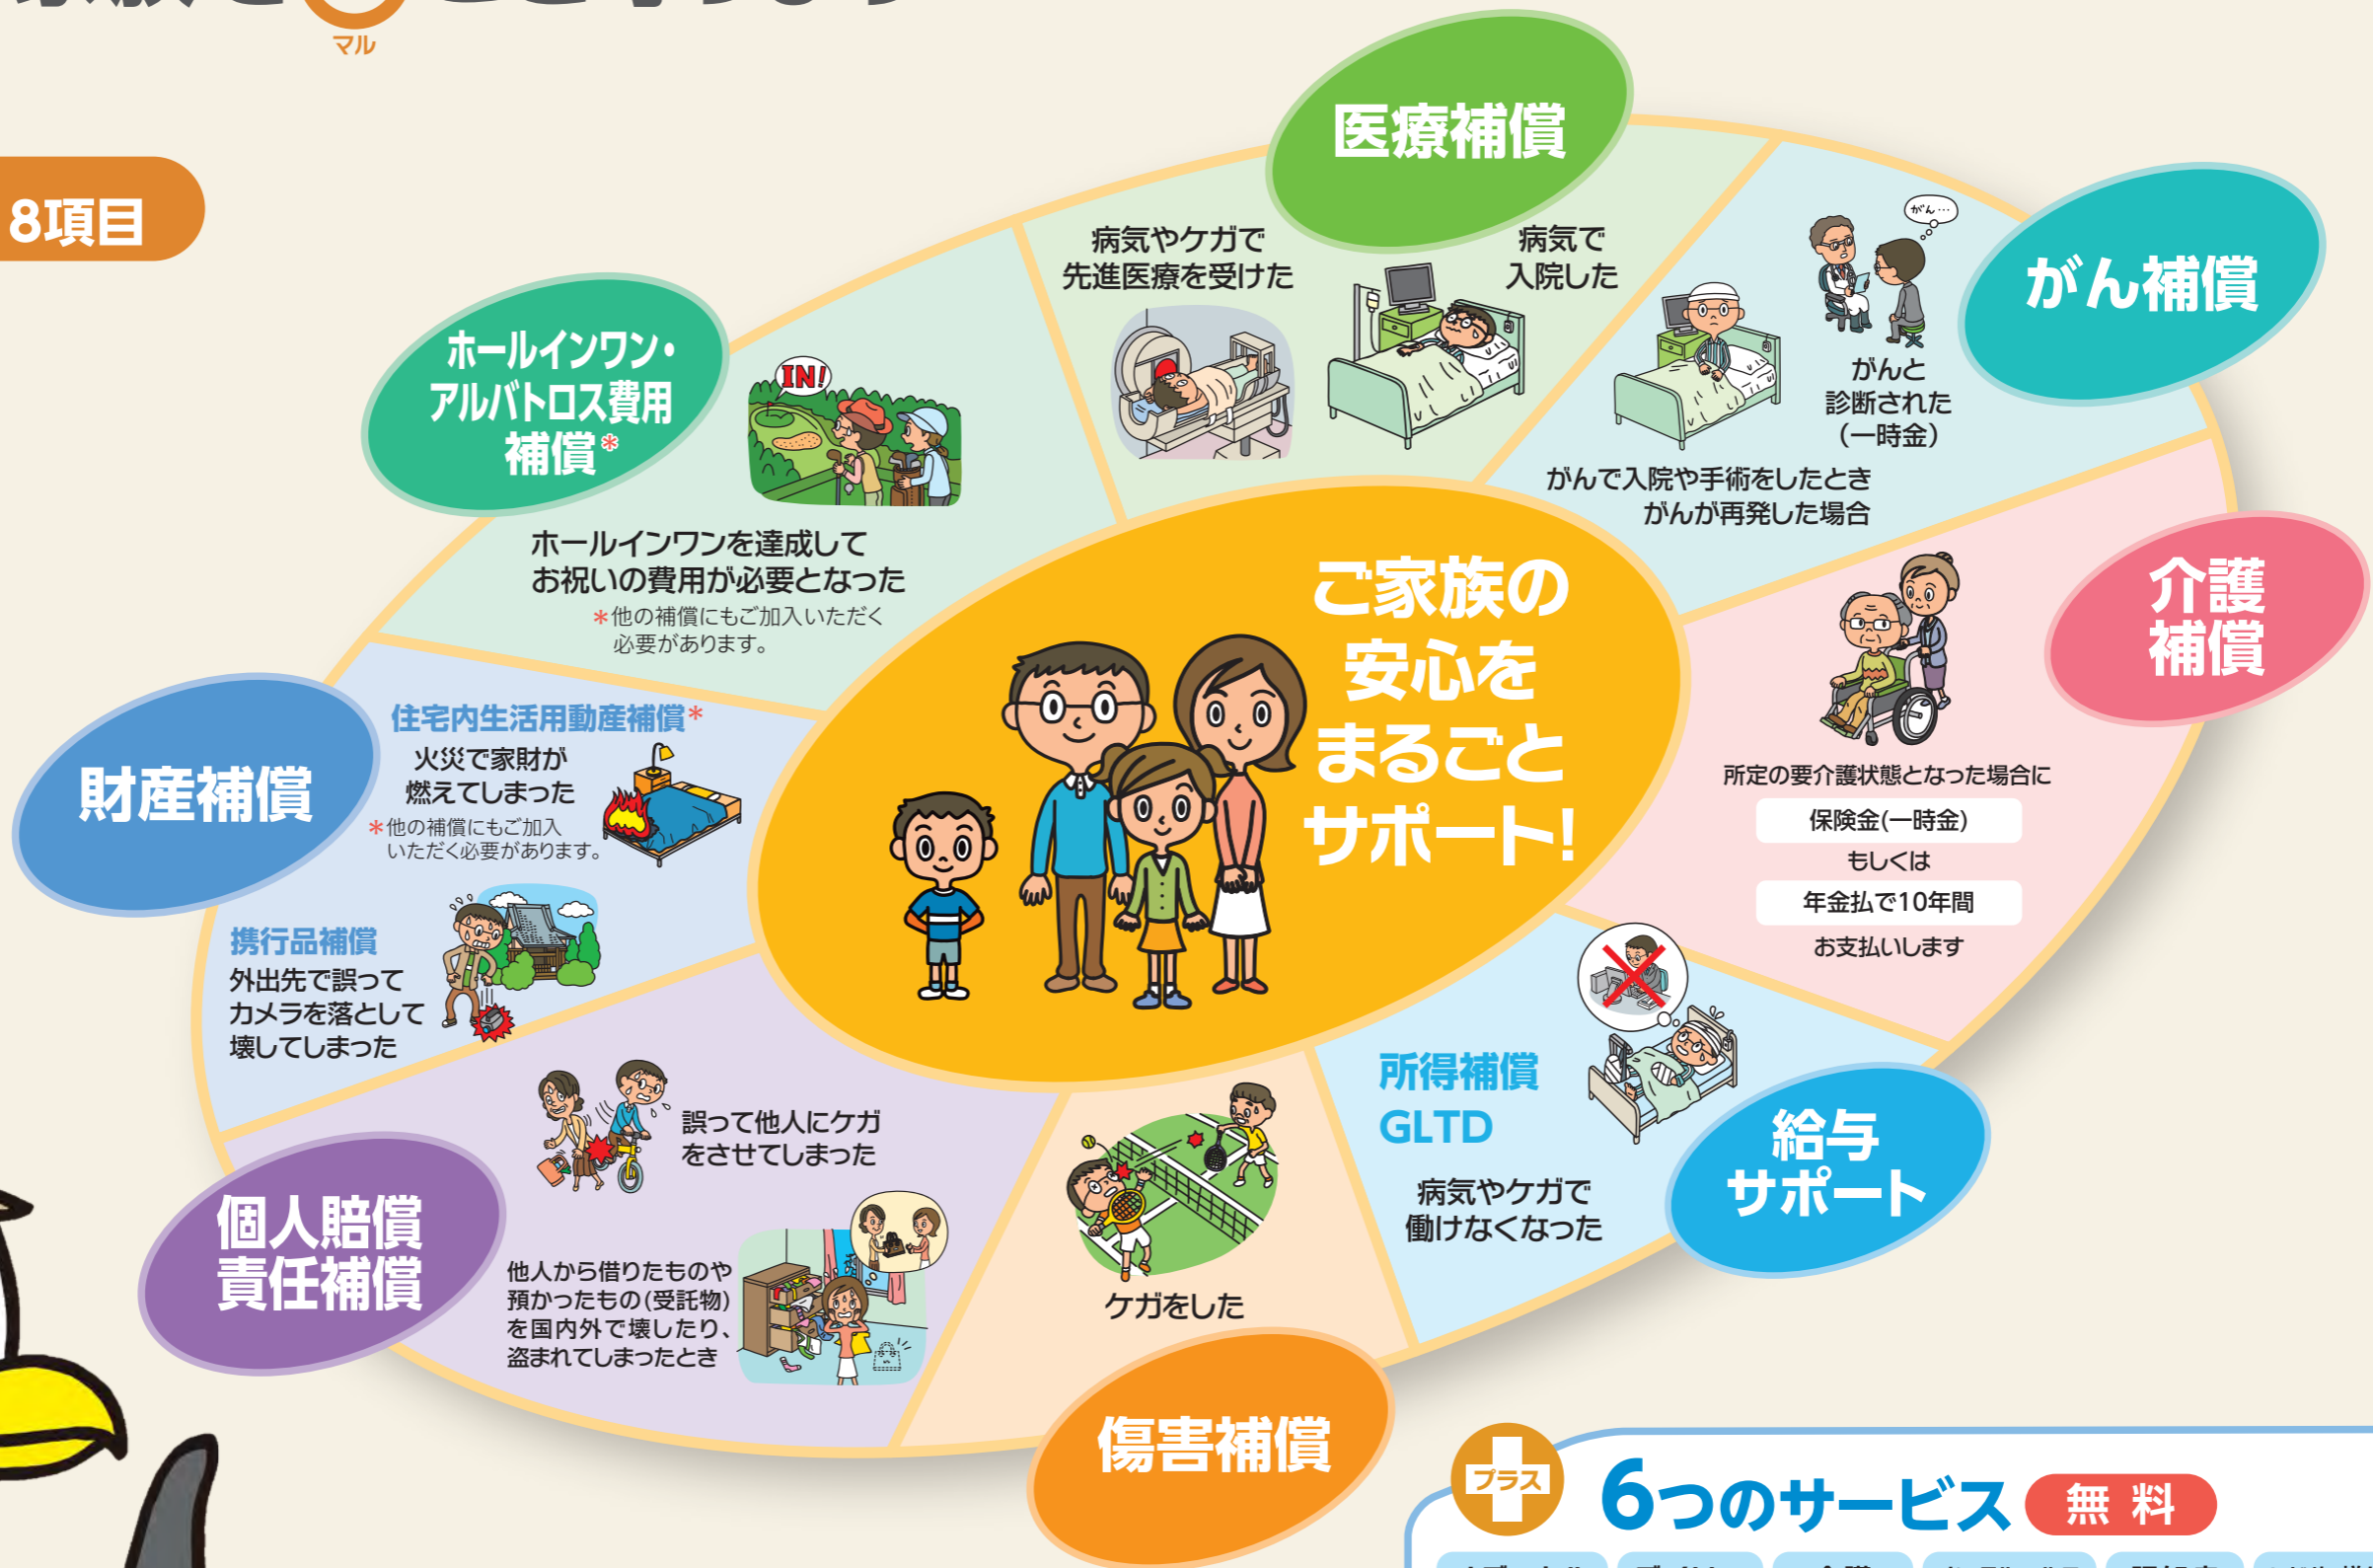 マル
8項目
医療補償
病気やケガで
先進医療を受けた
病気で
入院した
がん補償
がん…
がんと
診断された
(一時金)
がんで入院や手術をしたとき
がんが再発した場合
ホールインワン・
アルバトロス費用
補償*
IN!
ホールインワンを達成して
お祝いの費用が必要となった
*他の補償にもご加入いただく
必要があります。
介護
補償
所定の要介護状態となった場合に
保険金(一時金)
もしくは
年金払で10年間
お支払いします
ご家族の
安心を
まるごと
サポート!
財産補償
住宅内生活用動産補償*
火災で家財が
燃えてしまった
*他の補償にもご加入
いただく必要があります。
携行品補償
外出先で誤って
カメラを落として
壊してしまった
給与
サポート
所得補償
GLTD
病気やケガで
働けなくなった
個人賠償
責任補償
誤って他人にケガ
をさせてしまった
他人から借りたものや
預かったもの(受託物)
を国内外で壊したり、
盗まれてしまったとき
傷害補償
ケガをした
プラス
6つのサービス
無料